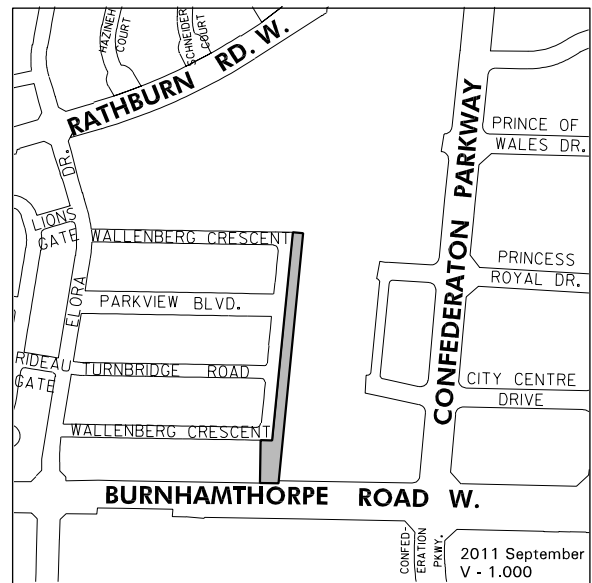 HAZINEH
COURT
SCHNEIDER
COURT
RATHBURN RD. W.
PRINCE OF
WALES DR.
DR.
ELORA
CONFEDERATON PARKWAY
LIONS
GATE
WALLENBERG CRESCENT
PRINCESS
ROYAL DR.
PARKVIEW BLVD.
RIDEAU
GATE
TURNBRIDGE ROAD
CITY CENTRE
DRIVE
WALLENBERG CRESCENT
BURNHAMTHORPE ROAD W.
CONFED-
ERATION
PKWY.
2011 September
V - 1.000